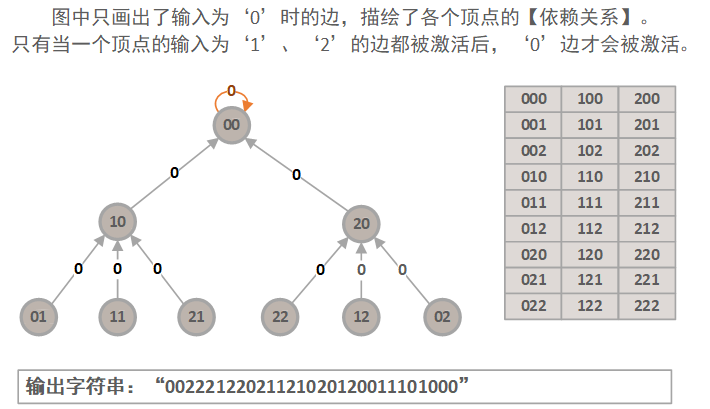 图中只画出了输入为‘0’时的边，描绘了各个顶点的【依赖关系】。
只有当一个顶点的输入为‘1’、‘2’的边都被激活后，‘0’边才会被激活。
0
00
0
0
10
20
0
0
0
0
0
0
01
11
21
22
12
02
000 100 200
001 101 201
002 102 202
010 110 210
011 111 211
012 112 212
020 120 220
021 121 221
022 122 222
输出字符串：“00222122021121020120011101000”